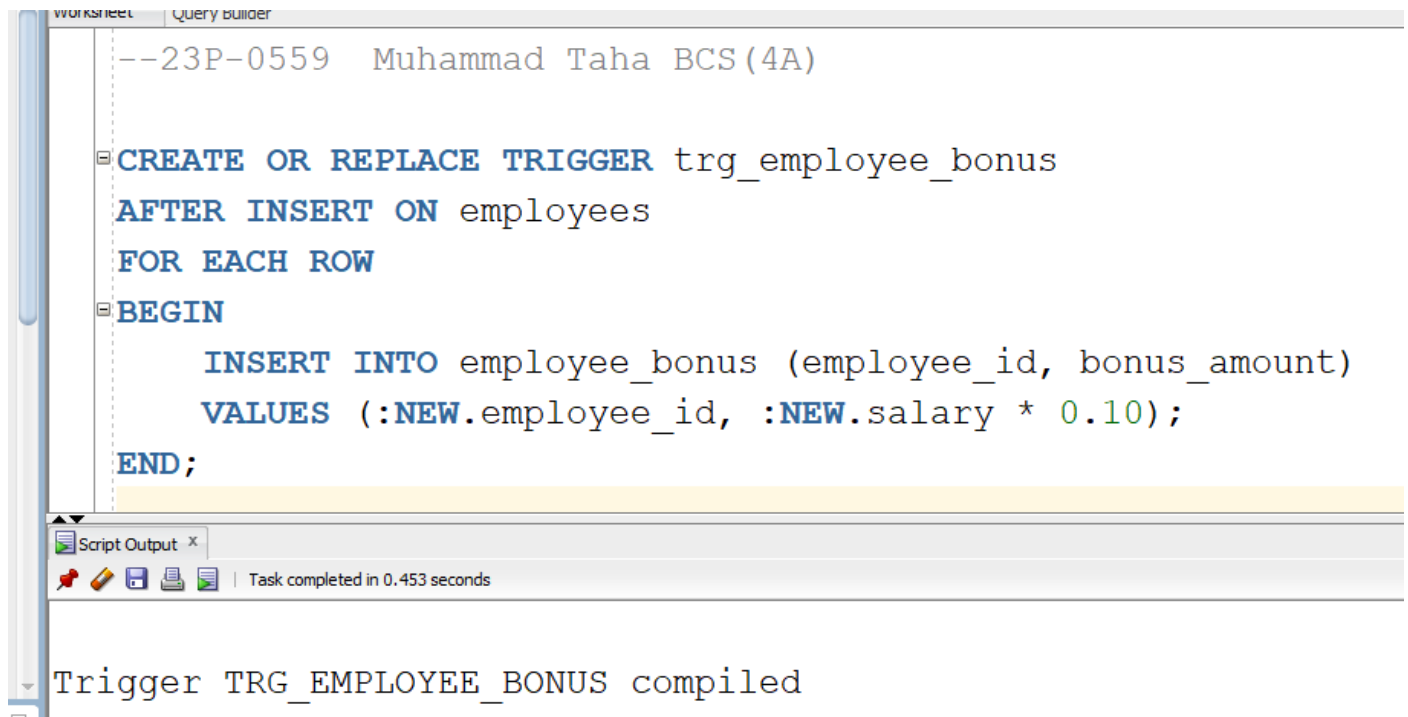 Worksheet Query Builder
--23P-0559 Muhammad Taha BCS(4A)
CREATE OR REPLACE TRIGGER trg_employee_bonus
AFTER INSERT ON employees
FOR EACH ROW
BEGIN
INSERT INTO employee_bonus (employee_id, bonus_amount)
VALUES (:NEW.employee_id, :NEW.salary * 0.10);
END;
Script Output x
Task completed in 0.453 seconds
Trigger TRG_EMPLOYEE_BONUS compiled